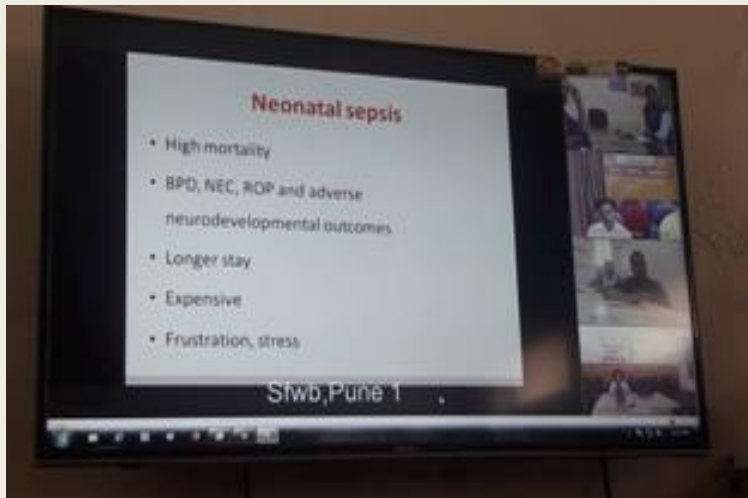 Neonatal sepsis
• High mortality
• BPD, NEC, ROP and adverse
neurodevelopmental outcomes
• Longer stay
• Expensive
• Frustration, stress
Sfwb,Pune 1